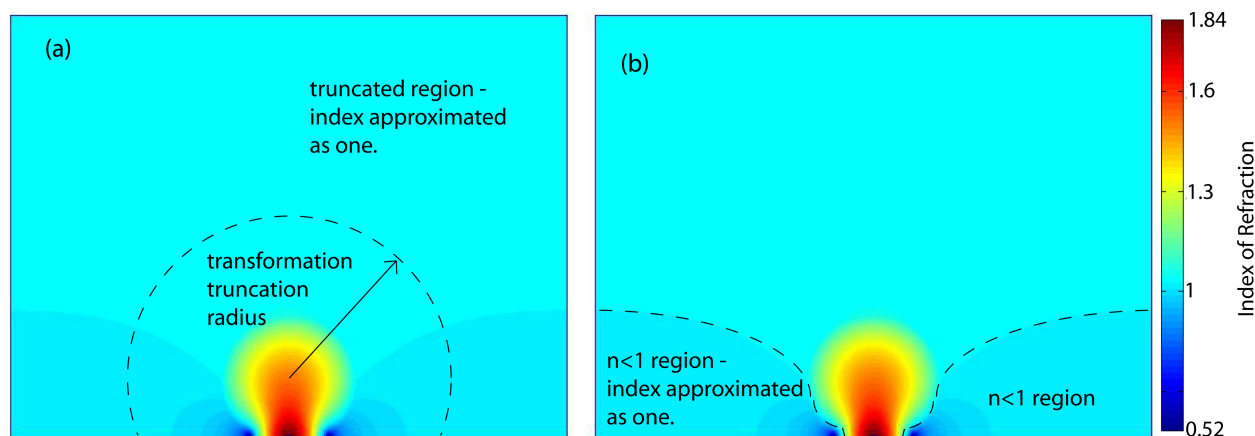 (a)
truncated region -
index approximated
as one.
transformation
truncation
radius
(b)
n<1 region -
index approximated
as one.
n<1 region
1.84
1.6
1.3
1
0.52
Index of Refraction